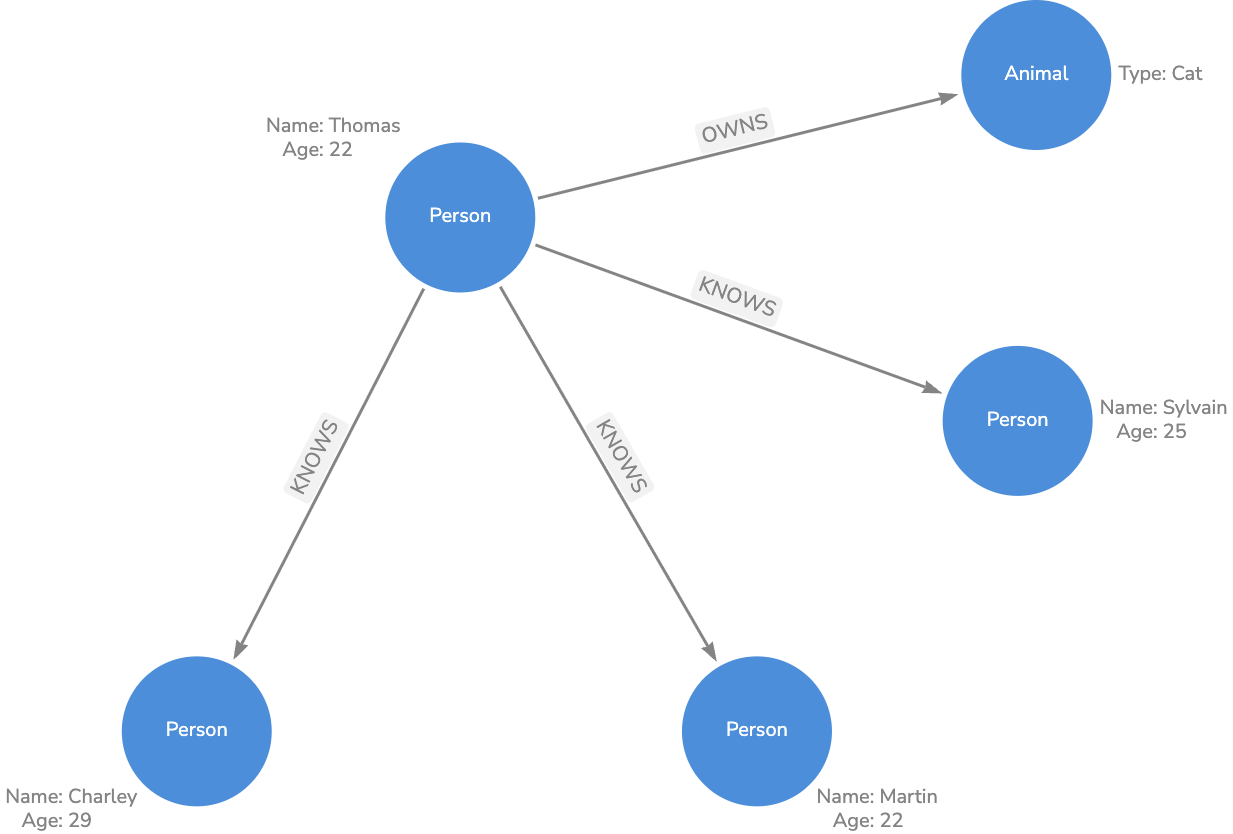 Animal
Type: Cat
OWNS
Name: Thomas
Age: 22
Person
KNOWS
Person
Name: Sylvain
Age: 25
KNOWS
KNOWS
Person
Name: Charley
Age: 29
Person
Name: Martin
Age: 22